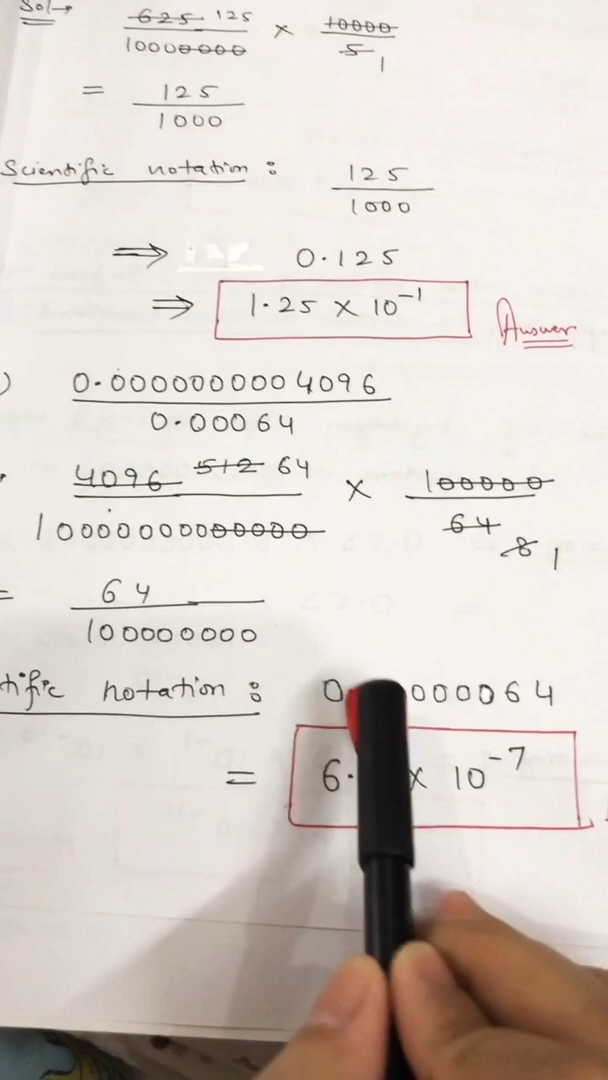 Sol→
625 125 / 10000000 × 10000 / 5 1
= 125 / 1000
Scientific notation : 125 / 1000
⇒ 0.125
⇒ 1.25 × 10⁻¹ Answer
) 0.0000000004096 / 0.00064
4096 512 64 / 10000000000000 × 100000 / 64 8 1
= 64 / 100000000
tific notation : 0. 000064
= 6. × 10⁻⁷